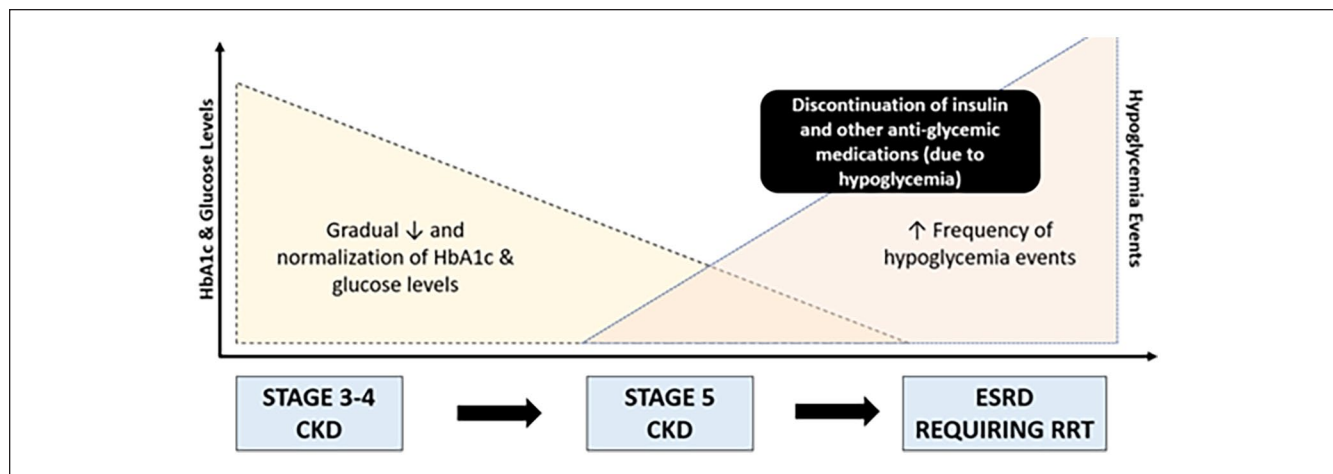 HbA1c & Glucose Levels
Gradual ↓ and
normalization of HbA1c &
glucose levels
Discontinuation of insulin
and other anti-glycemic
medications (due to
hypoglycemia)
↑ Frequency of
hypoglycemia events
Hypoglycemia Events
STAGE 3-4
CKD
STAGE 5
CKD
ESRD
REQUIRING RRT